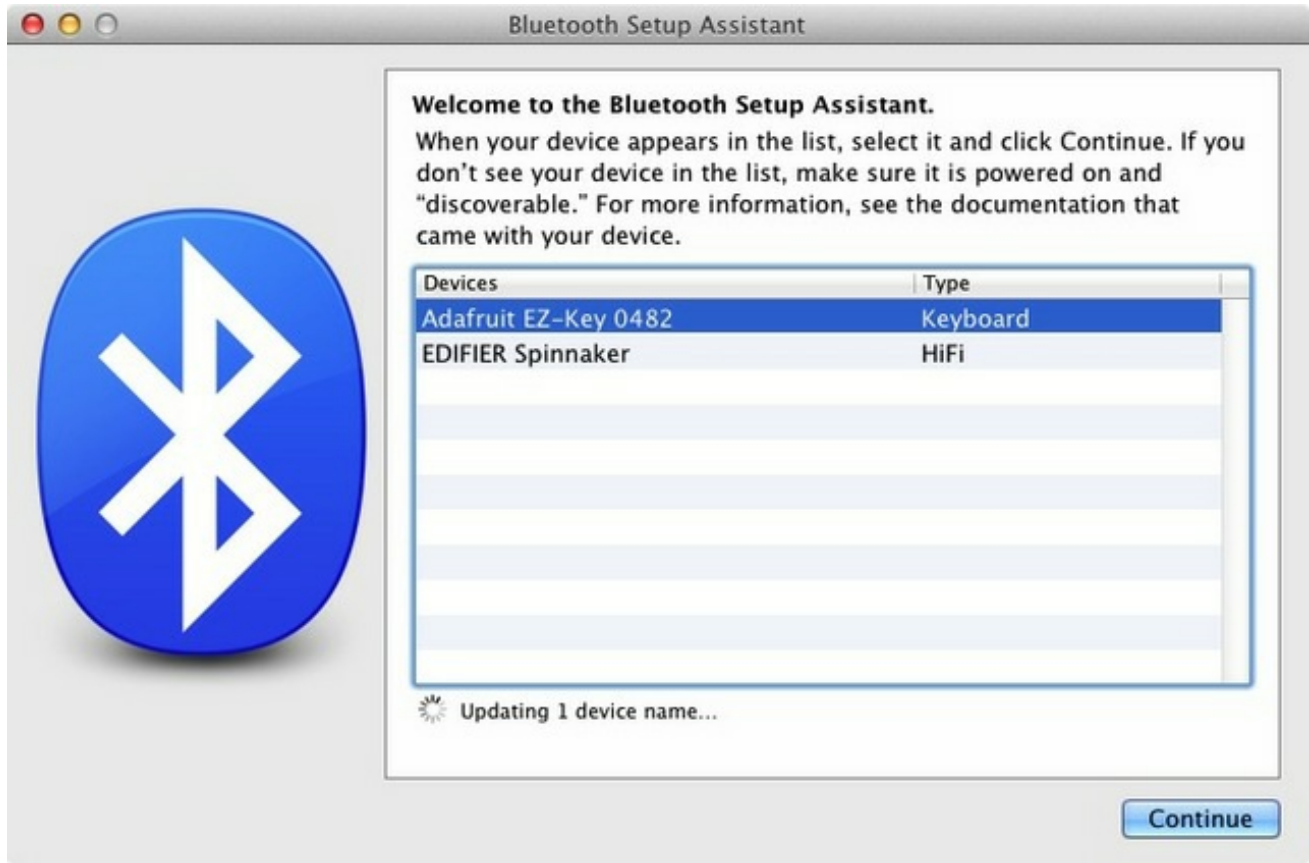 Bluetooth Setup Assistant
Welcome to the Bluetooth Setup Assistant.
When your device appears in the list, select it and click Continue. If you
don't see your device in the list, make sure it is powered on and
“discoverable.” For more information, see the documentation that
came with your device.
Devices Type
Adafruit EZ-Key 0482 Keyboard
EDIFIER Spinnaker HiFi
Updating 1 device name...
Continue